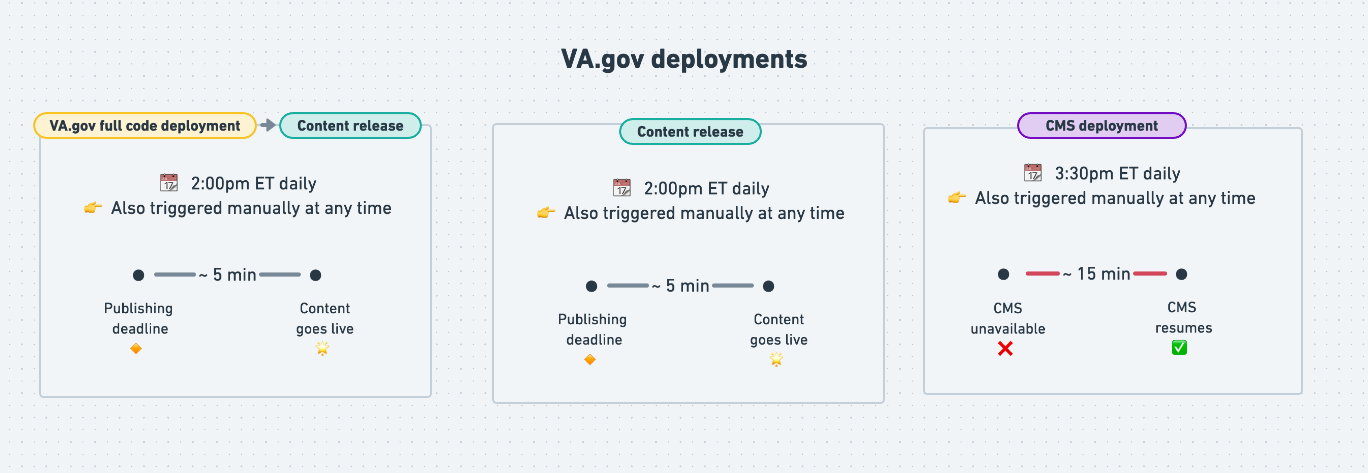 VA.gov deployments
VA.gov full code deployment
Content release
2:00pm ET daily
Also triggered manually at any time
~ 5 min
Publishing
deadline
Content
goes live
Content release
2:00pm ET daily
Also triggered manually at any time
~ 5 min
Publishing
deadline
Content
goes live
CMS deployment
3:30pm ET daily
Also triggered manually at any time
~ 15 min
CMS
unavailable
CMS
resumes